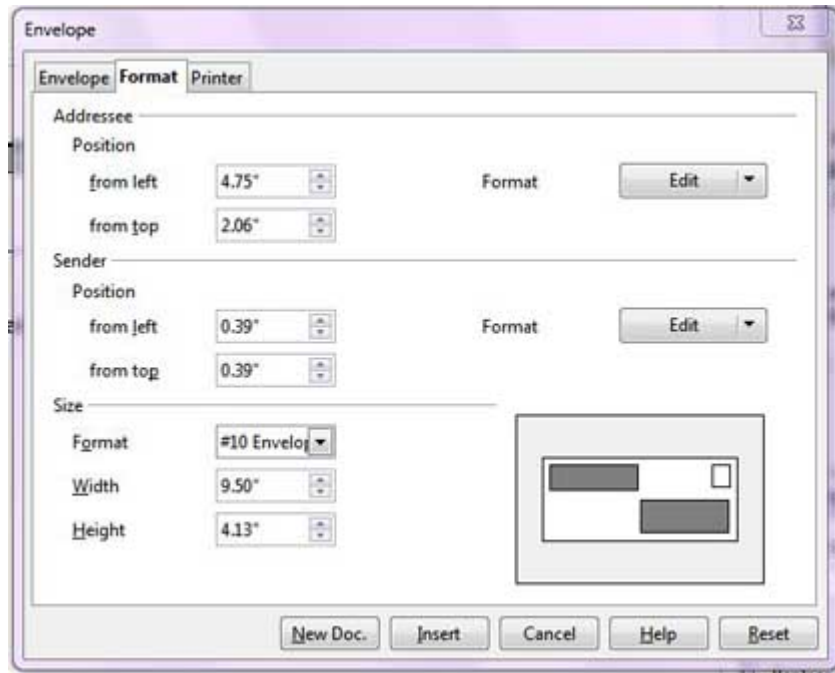 Envelope
Envelope Format Printer
Addressee
Position
from left 4.75" Format Edit
from top 2.06"
Sender
Position
from left 0.39" Format Edit
from top 0.39"
Size
Format #10 Envelop
Width 9.50"
Height 4.13"
New Doc. Insert Cancel Help Reset